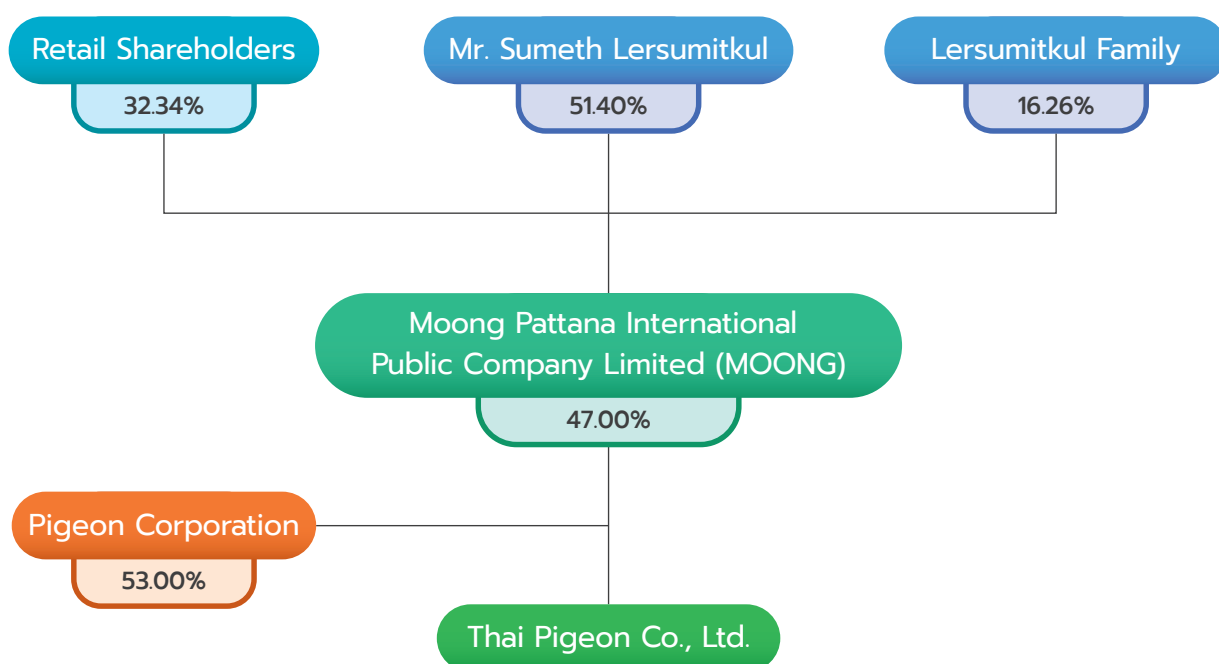 Retail Shareholders
32.34%
Mr. Sumeth Lersumitkul
51.40%
Lersumitkul Family
16.26%
Moong Pattana International
Public Company Limited (MOONG)
47.00%
Pigeon Corporation
53.00%
Thai Pigeon Co., Ltd.